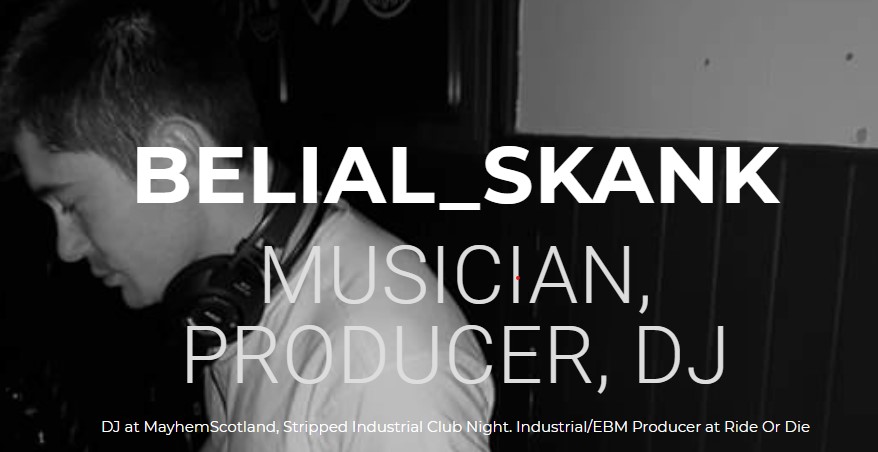 BELIAL_SKANK
MUSICIAN,
PRODUCER, DJ
DJ at MayhemScotland, Stripped Industrial Club Night. Industrial/EBM Producer at Ride Or Die